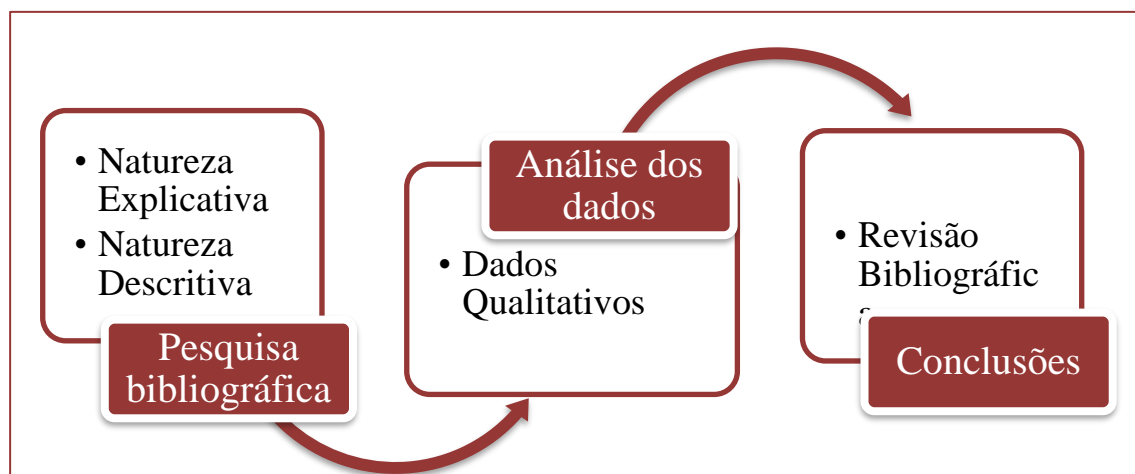 • Natureza
Explicativa
• Natureza
Descritiva
Pesquisa
bibliográfica
Análise dos
dados
• Dados
Qualitativos
• Revisão
Bibliográfic
a
Conclusões